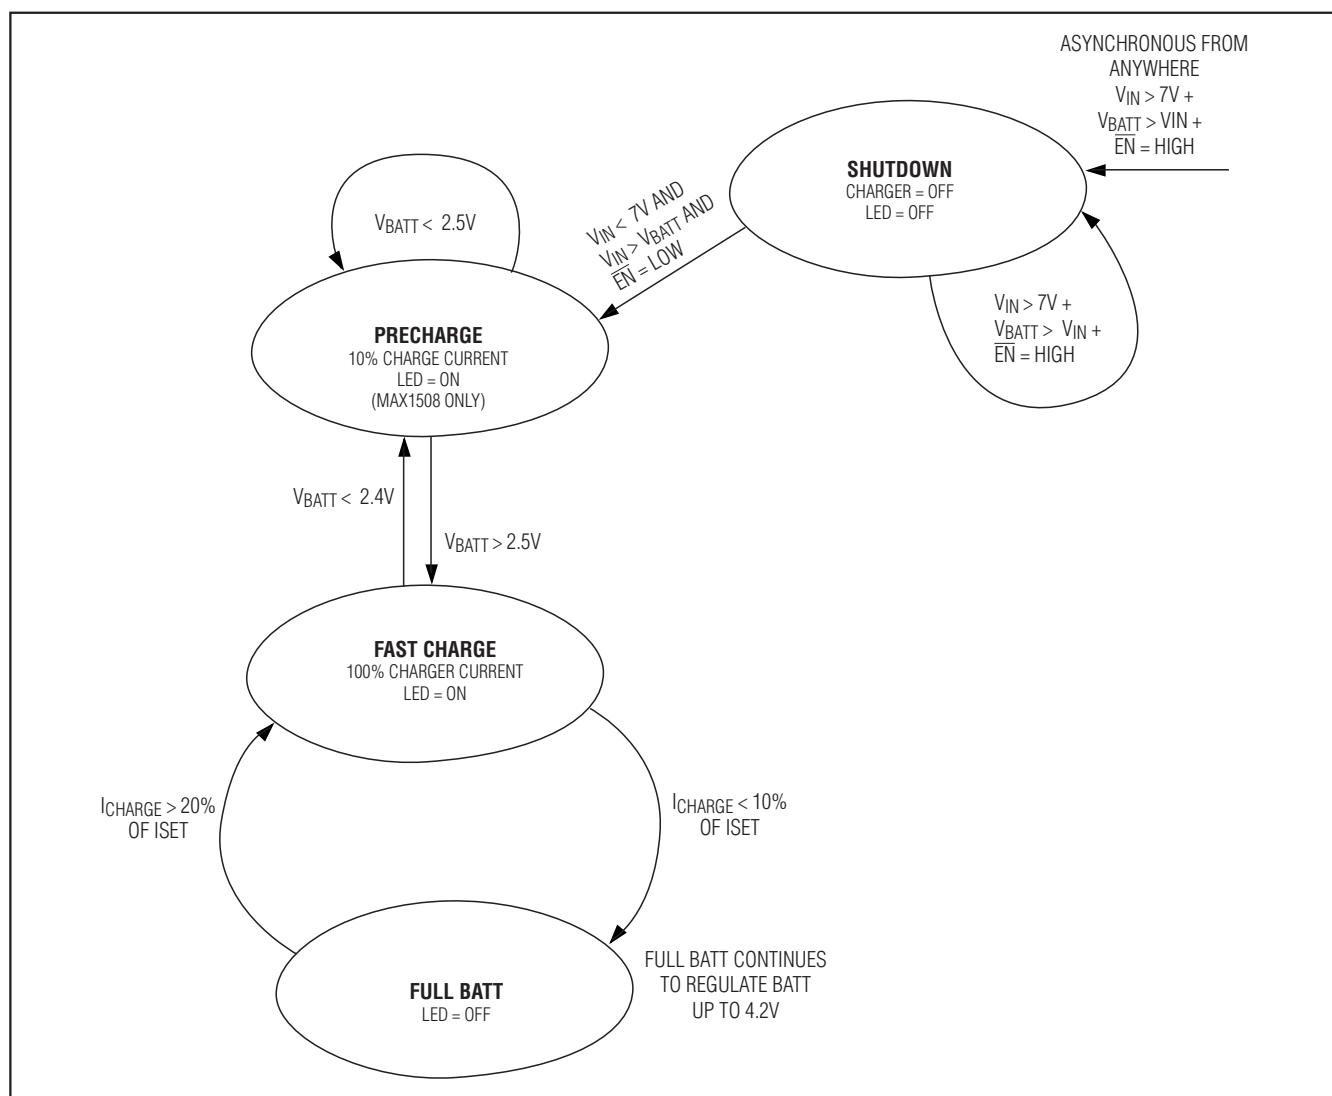 ASYNCHRONOUS FROM
ANYWHERE
VIN > 7V +
VBATT > VIN +
EN = HIGH
SHUTDOWN
CHARGER = OFF
LED = OFF
VIN < 7V AND
VIN > VBATT AND
EN = LOW
VIN > 7V +
VBATT > VIN +
EN = HIGH
VBATT < 2.5V
PRECHARGE
10% CHARGE CURRENT
LED = ON
(MAX1508 ONLY)
VBATT < 2.4V
VBATT > 2.5V
FAST CHARGE
100% CHARGER CURRENT
LED = ON
ICHARGE > 20%
OF ISET
ICHARGE < 10%
OF ISET
FULL BATT
LED = OFF
FULL BATT CONTINUES
TO REGULATE BATT
UP TO 4.2V